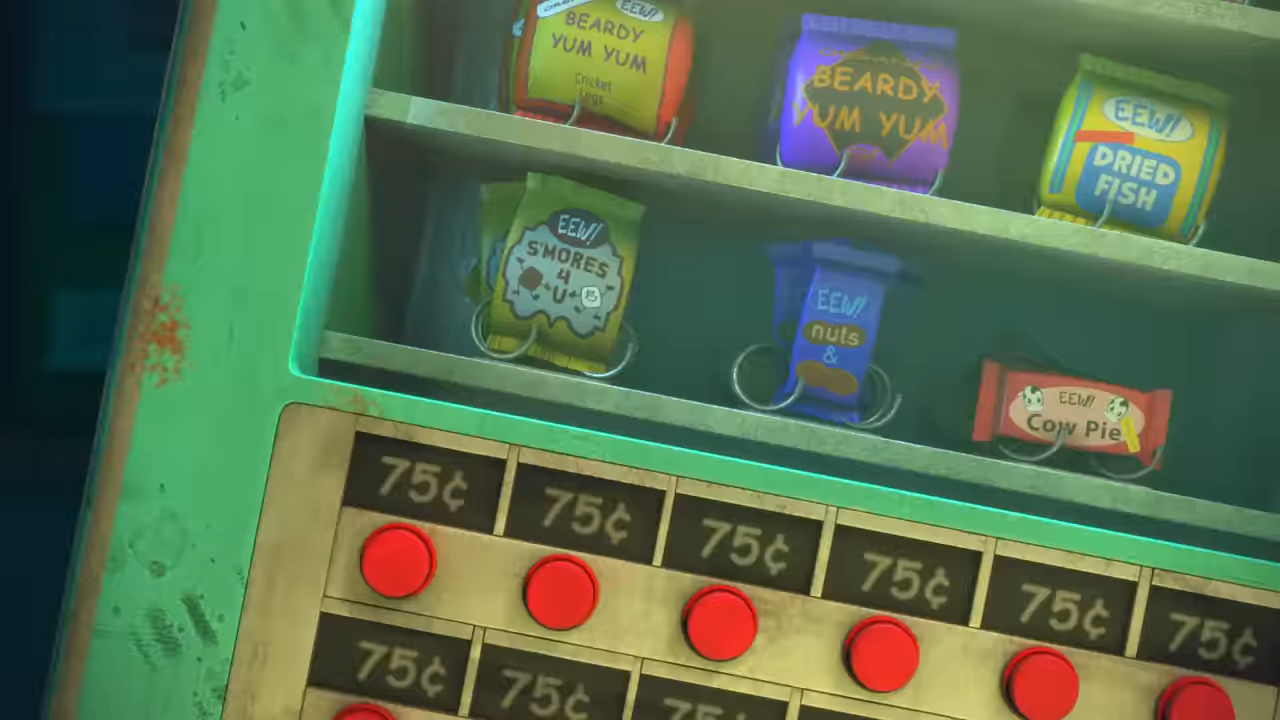 EEW!
BEARDY
YUM YUM
Cricket
Legs
BEARDY
YUM YUM
EEW!
DRIED
FISH
EEW!
S'MORES
4
U
EEW!
nuts
&
EEW!
Cow Pie
75¢
75¢
75¢
75¢
75¢
75¢
75¢
75¢
75¢